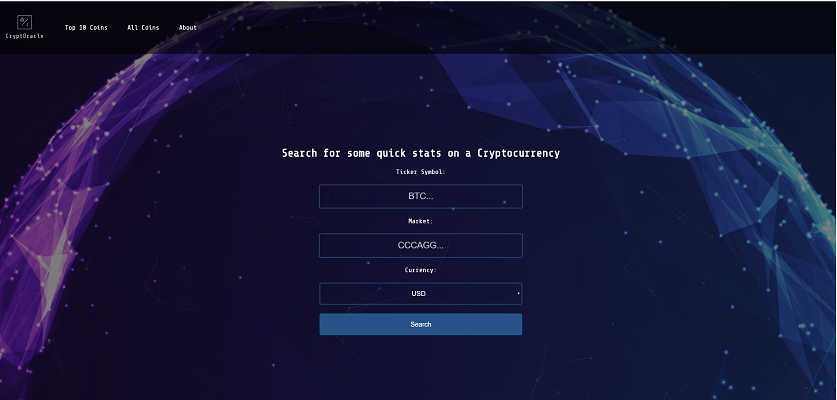 CryptOracle
Top 10 Coins
All Coins
About
Search for some quick stats on a Cryptocurrency
Ticker Symbol:
BTC...
Market:
CCCAGG...
Currency:
USD
Search